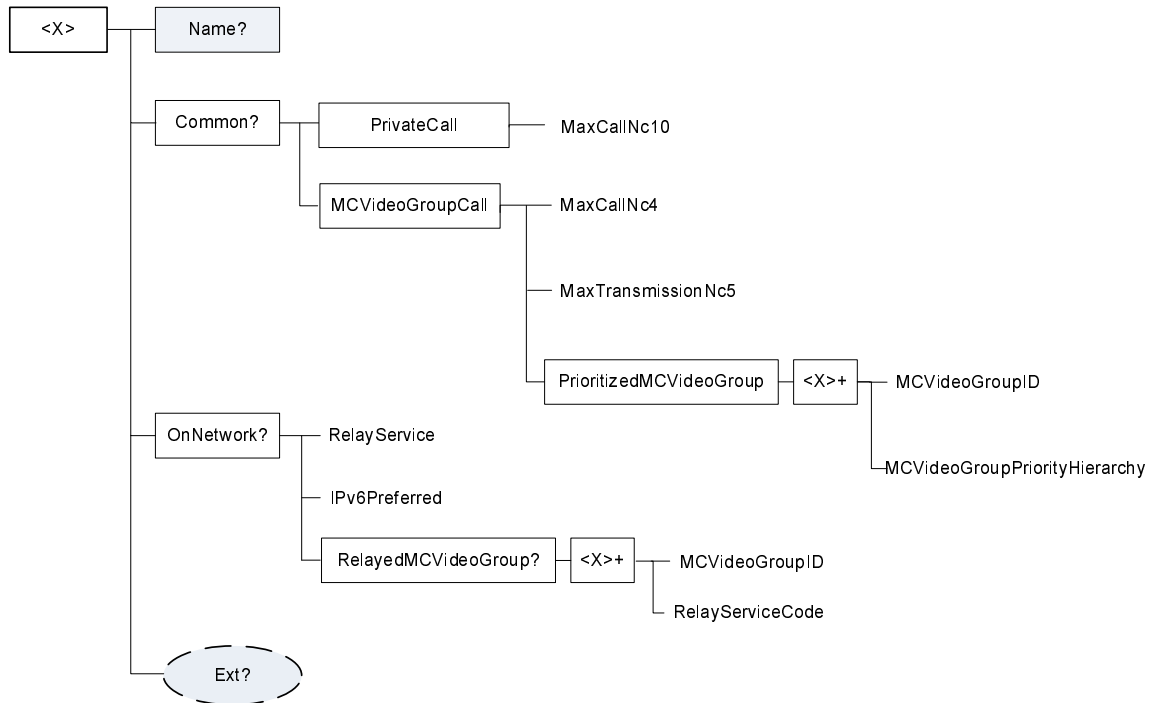 <X>
Name?
Common?
PrivateCall
MaxCallNc10
MCVideoGroupCall
MaxCallNc4
MaxTransmissionNc5
PrioritizedMCVideoGroup
<X>+
MCVideoGroupID
MCVideoGroupPriorityHierarchy
OnNetwork?
RelayService
IPv6Preferred
RelayedMCVideoGroup?
<X>+
MCVideoGroupID
RelayServiceCode
Ext?